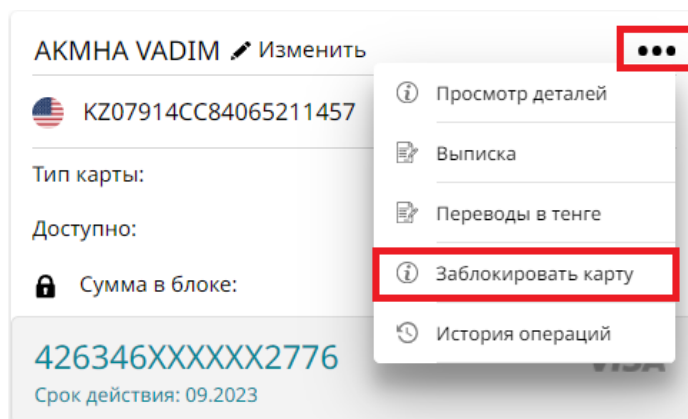 AKMHA VADIM Изменить
KZ07914CC84065211457
Тип карты:
Доступно:
Сумма в блоке:
426346XXXXXX2776
Срок действия: 09.2023
Просмотр деталей
Выписка
Переводы в тенге
Заблокировать карту
История операций
VISA